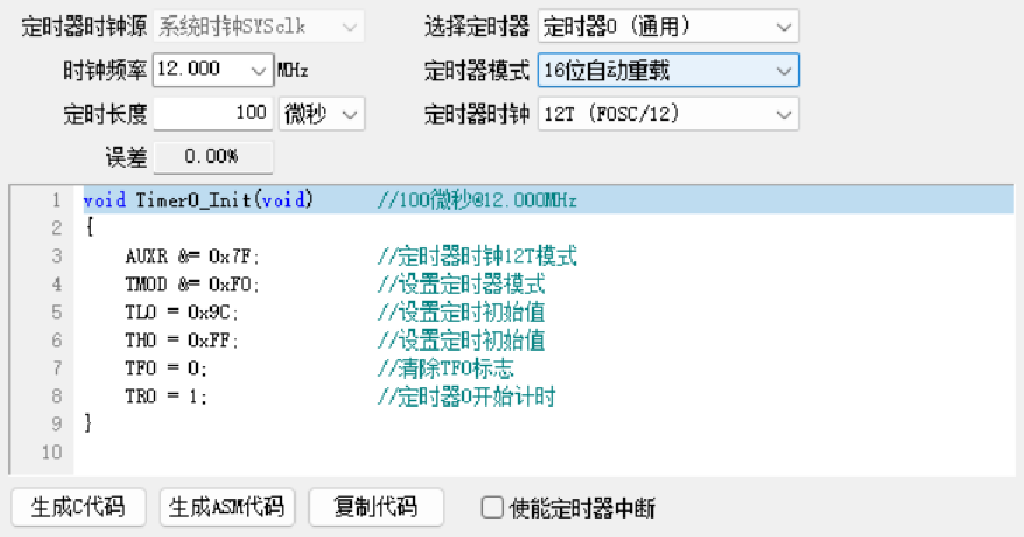 定时器时钟源 系统时钟SYSclk 选择定时器 定时器0 (通用)
时钟频率 12.000 MHz 定时器模式 16位自动重载
定时长度 100 微秒 定时器时钟 12T (FOSC/12)
误差 0.00%
1 void Timer0_Init(void) //100微秒@12.000MHz
2 {
3 AUXR &= 0x7F; //定时器时钟12T模式
4 TMOD &= 0xF0; //设置定时器模式
5 TL0 = 0x9C; //设置定时初始值
6 TH0 = 0xFF; //设置定时初始值
7 TF0 = 0; //清除TF0标志
8 TR0 = 1; //定时器0开始计时
9 }
10
生成C代码 生成ASM代码 复制代码 使能定时器中断